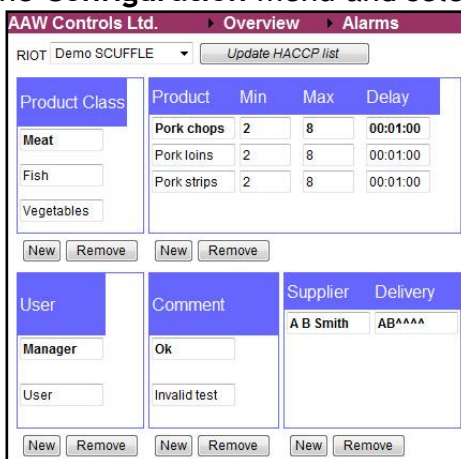 Configuration menu and sele
AAW Controls Ltd. Overview Alarms
RIOT Demo SCUFFLE Update HACCP list
Product Class Product Min Max Delay
Meat Pork chops 2 8 00:01:00
Fish Pork loins 2 8 00:01:00
Vegetables Pork strips 2 8 00:01:00
New Remove New Remove
User Comment Supplier Delivery
Manager Ok A B Smith AB^^^^
User Invalid test
New Remove New Remove New Remove